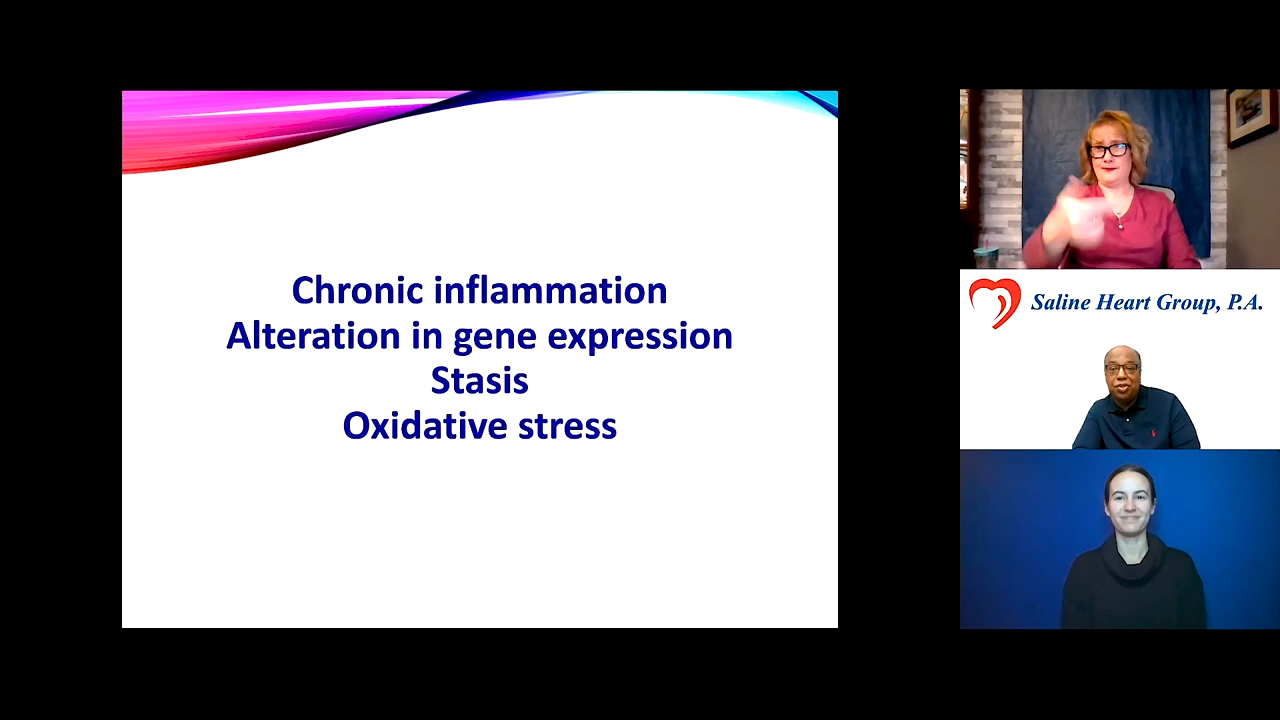 Chronic inflammation
Alteration in gene expression
Stasis
Oxidative stress
Saline Heart Group, P.A.